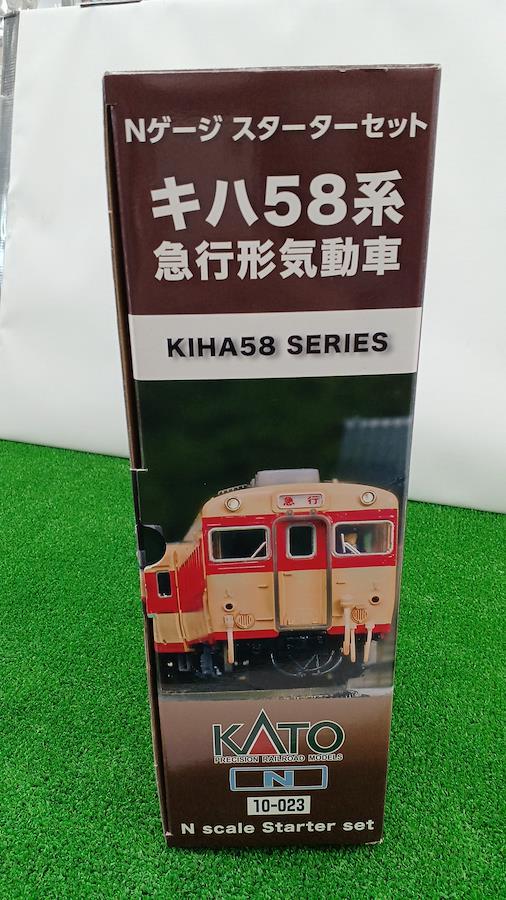 Nゲージ スターターセット
キハ58系
急行形気動車
KIHA58 SERIES
急行
KATO
PRECISION RAILROAD MODELS
N
10-023
N scale Starter set